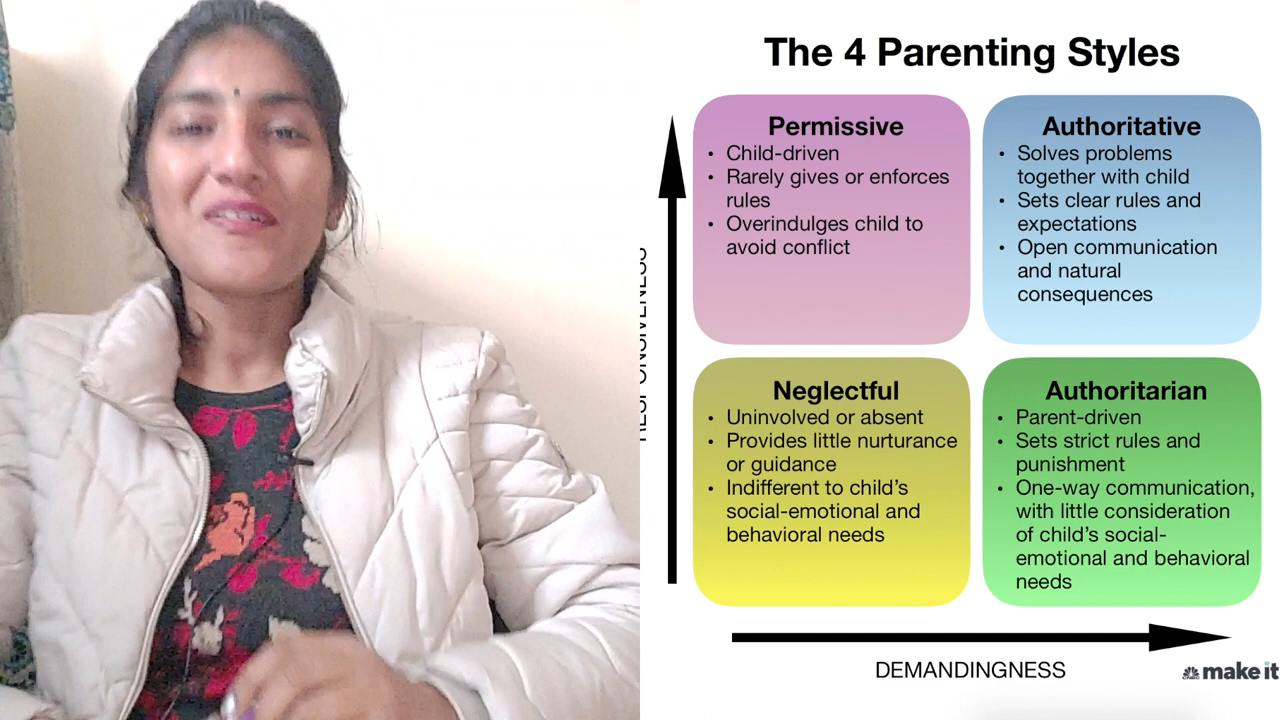 The 4 Parenting Styles
Permissive
• Child-driven
• Rarely gives or enforces
rules
• Overindulges child to
avoid conflict
Authoritative
• Solves problems
together with child
• Sets clear rules and
expectations
• Open communication
and natural
consequences
Neglectful
• Uninvolved or absent
• Provides little nurturance
or guidance
• Indifferent to child's
social-emotional and
behavioral needs
Authoritarian
• Parent-driven
• Sets strict rules and
punishment
• One-way communication,
with little consideration
of child's social-
emotional and behavioral
needs
DEMANDINGNESS
make it